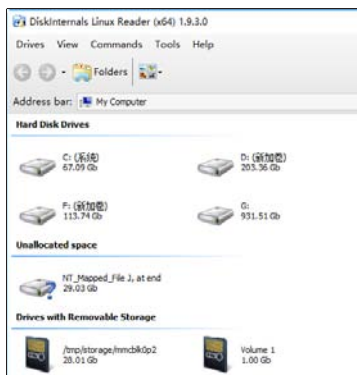 DiskInternals Linux Reader (x64) 1.9.3.0
Drives View Commands Tools Help
Folders
Address bar: My Computer
Hard Disk Drives
C: (系统) D: (新加卷)
67.09 Gb 203.36 Gb
F: (新加卷) G:
113.74 Gb 931.51 Gb
Unallocated space
NT_Mapped_File J, at end
29.03 Gb
Drives with Removable Storage
/tmp/storage/mmcblk0p2 Volume 1
28.01 Gb 1.00 Gb